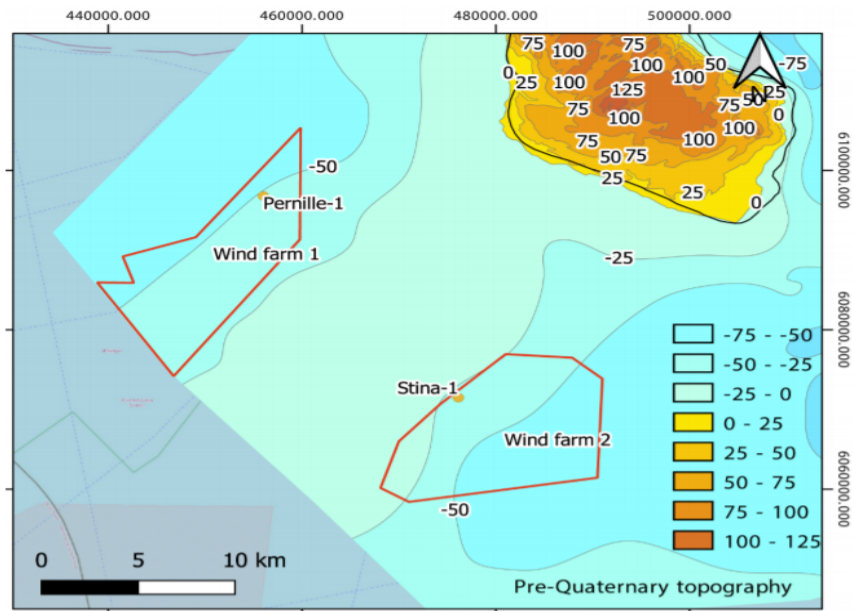 440000.000 460000.000 480000.000 500000.000
75 75 50 -75
100 100
0 25 100 100 25
125 75 50 N
75 100 100 0
100
75
50 75
-50 25
25
Pernille-1 0
Wind farm 1
-25
6100000.000
6080000.000
6060000.000
-75 - -50
-50 - -25
Stina-1
-25 - 0
0 - 25
Wind farm 2
25 - 50
50 - 75
-50
75 - 100
100 - 125
0 5 10 km
Pre-Quaternary topography